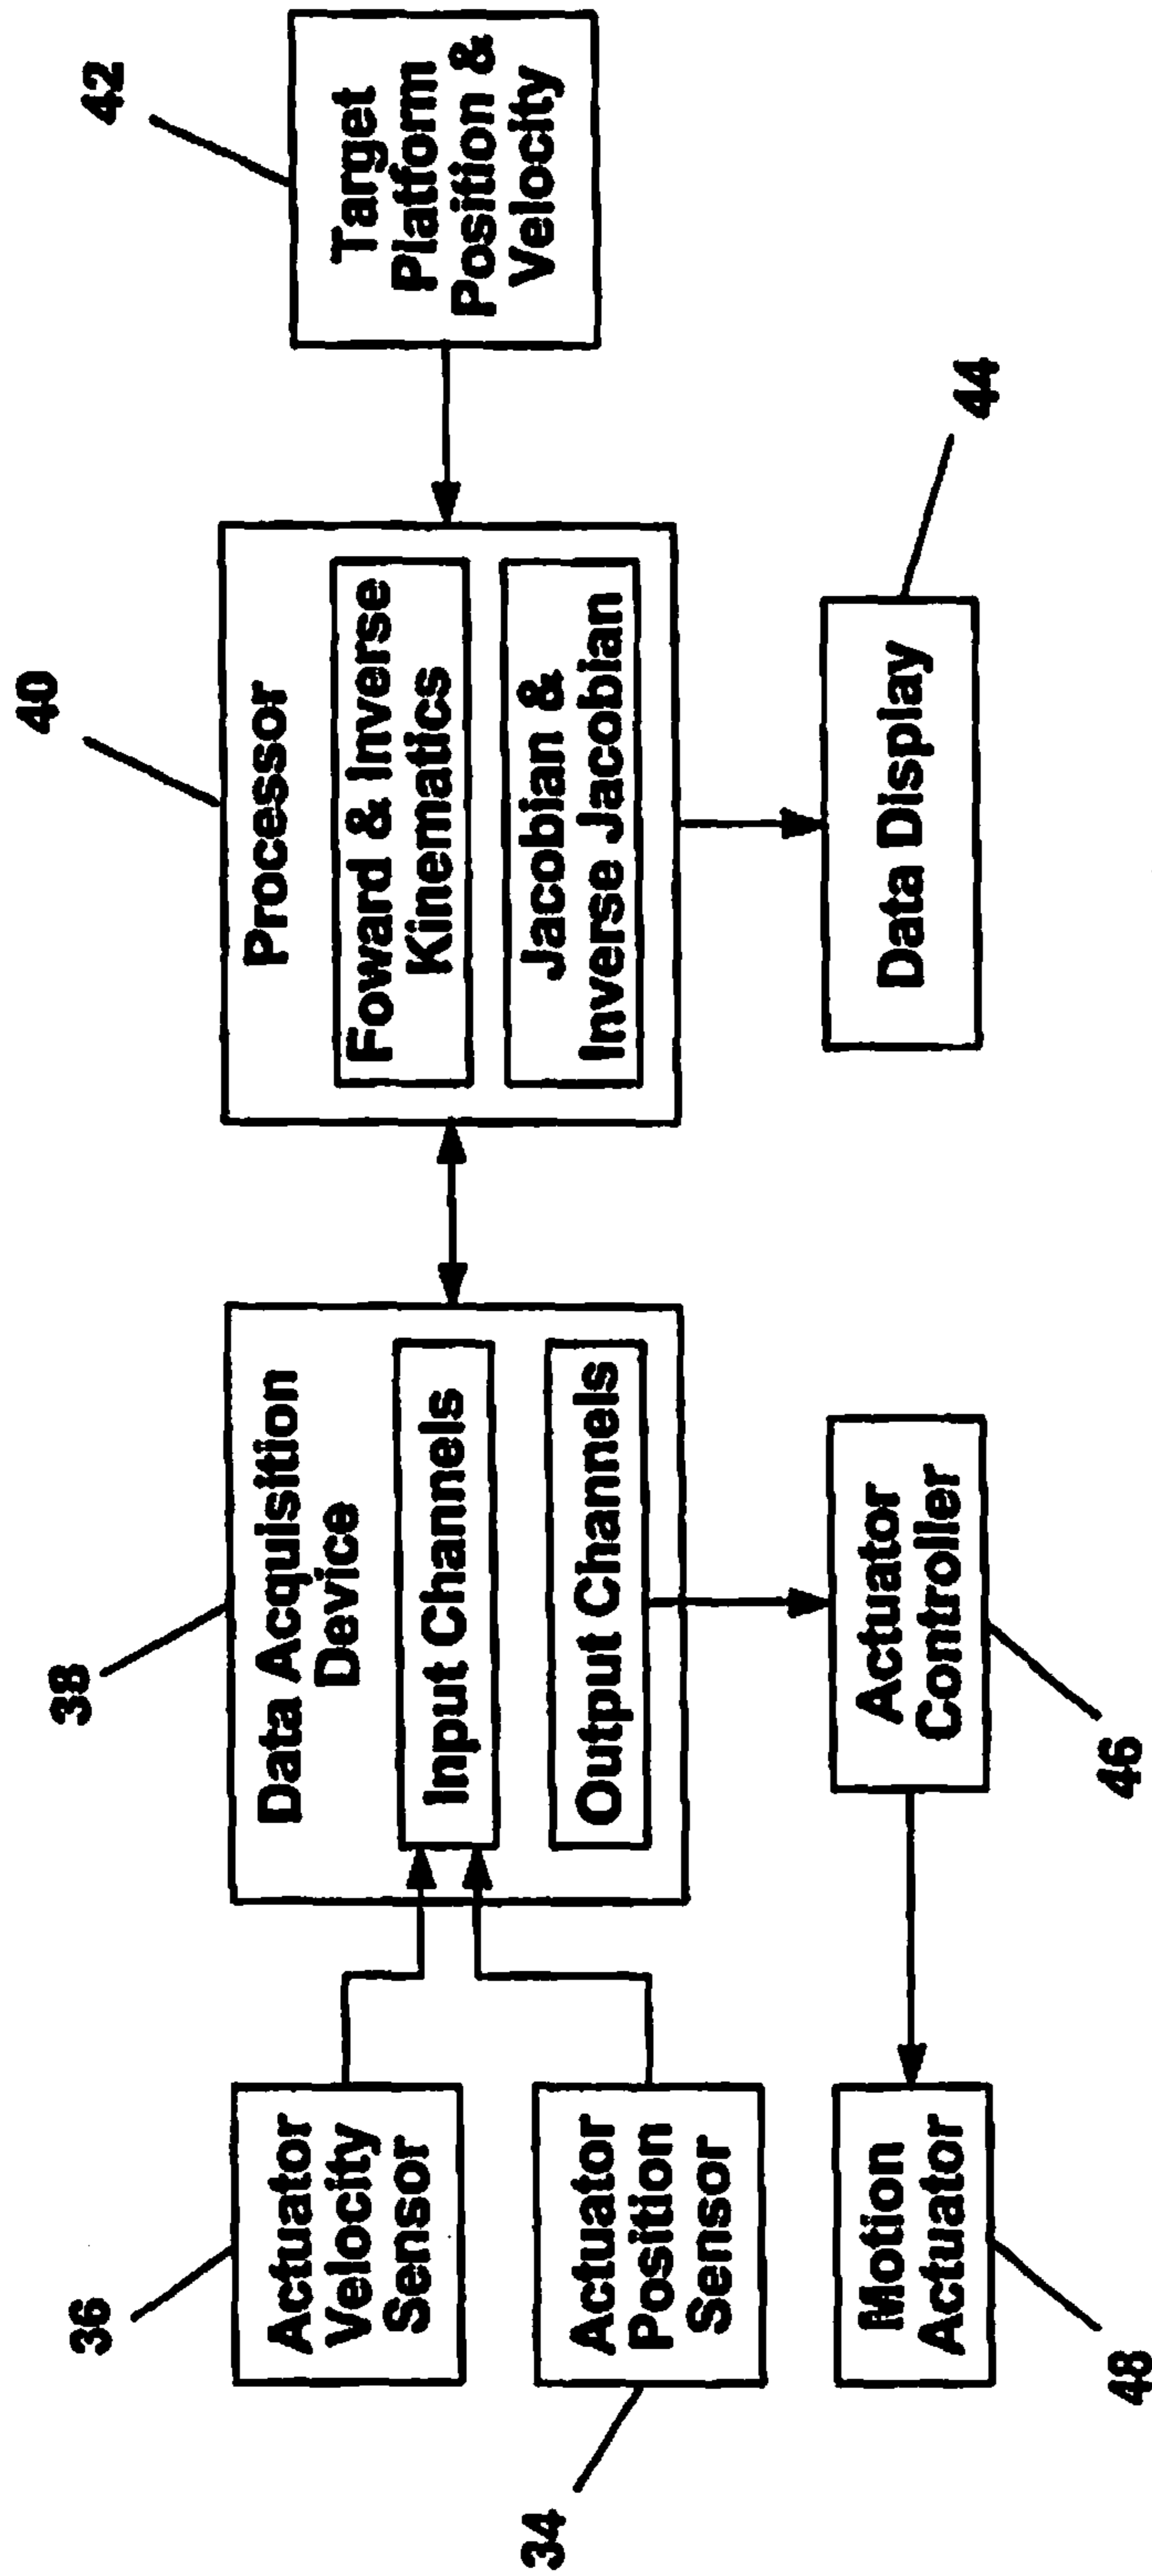 36
Actuator
Velocity
Sensor
34
Actuator
Position
Sensor
38
Data Acquisition
Device
Input Channels
Output Channels
40
Processor
Foward & Inverse
Kinematics
Jacobian &
Inverse Jacobian
42
Target
Platform
Position &
Velocity
48
Motion
Actuator
46
Actuator
Controller
44
Data Display